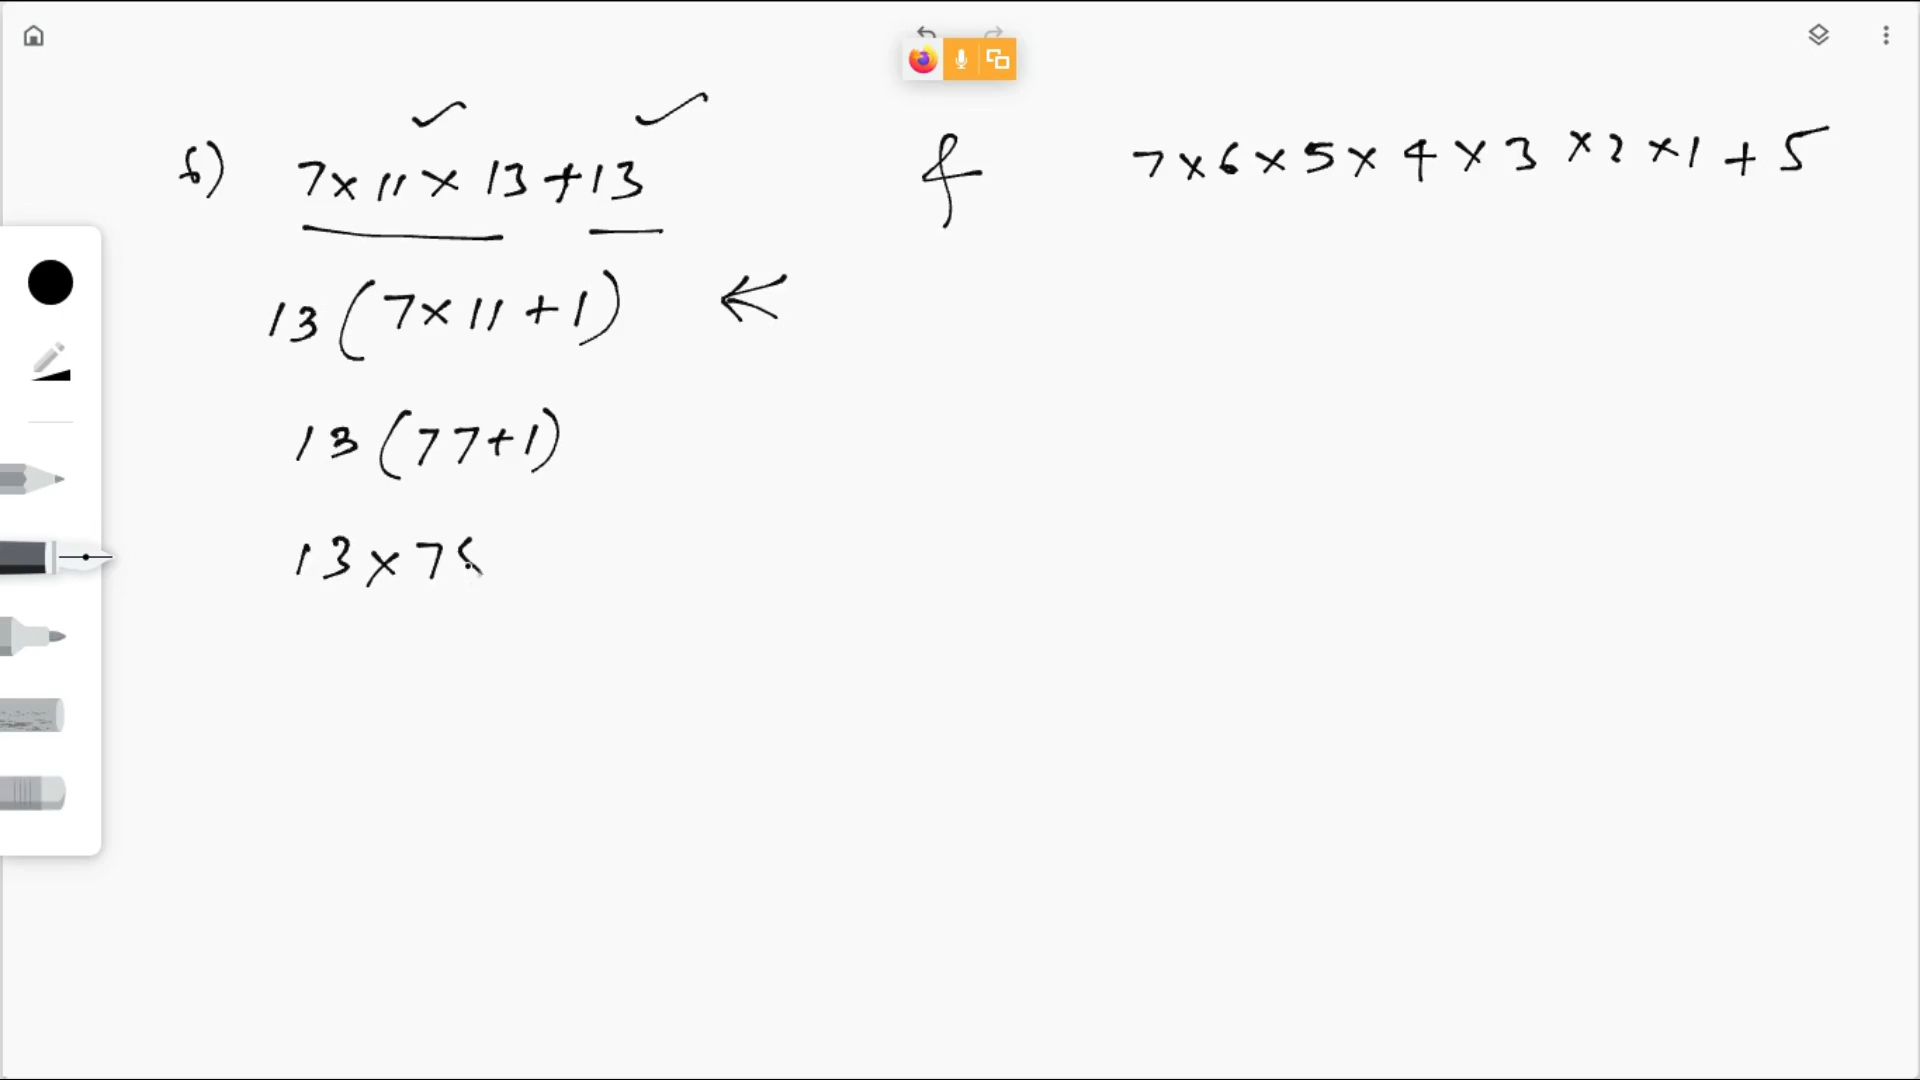 6) 7 × 11 × 13 + 13 & 7 × 6 × 5 × 4 × 3 × 2 × 1 + 5
13 (7 × 11 + 1)
13 (77 + 1)
13 × 78